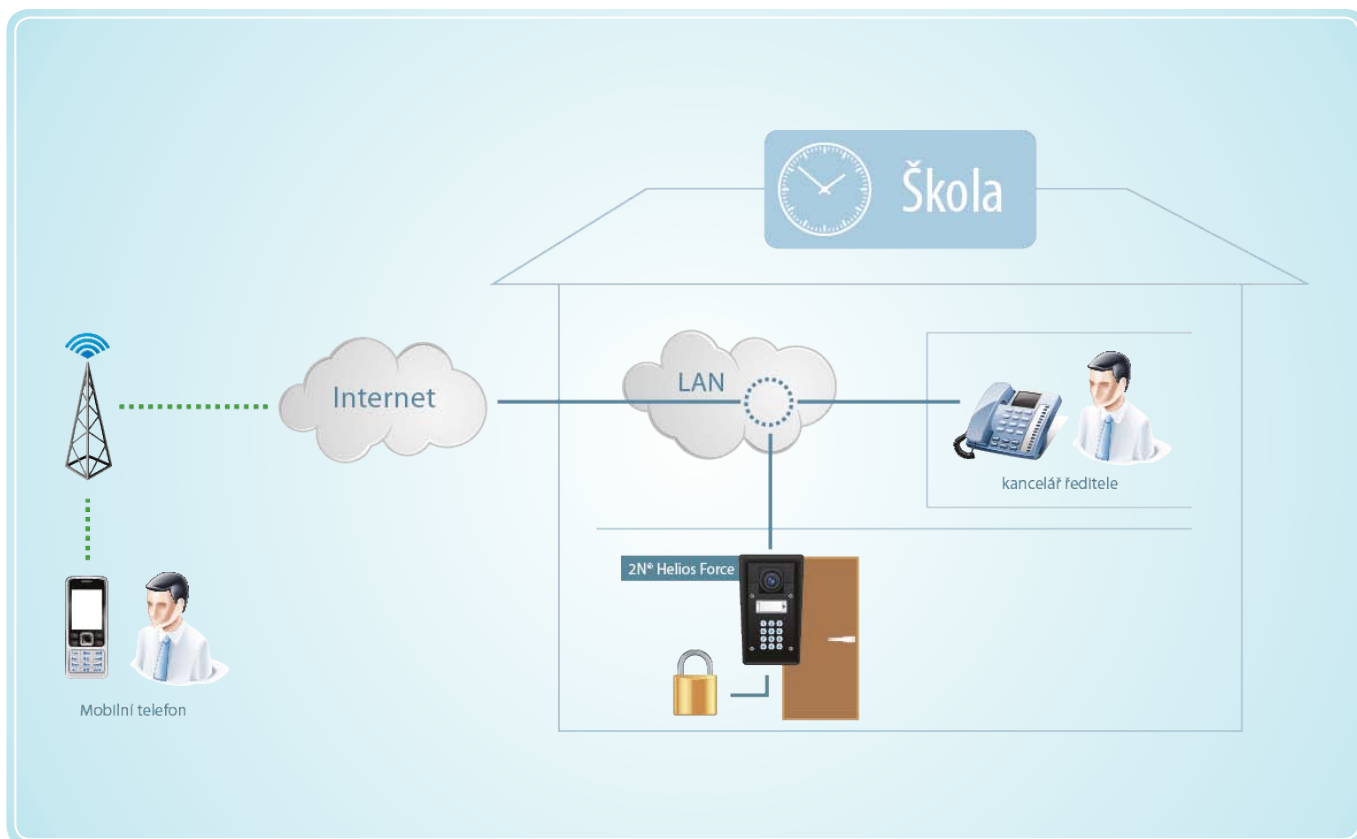 Škola
Internet
LAN
kancelář ředitele
2N® Helios Force
Mobilní telefon